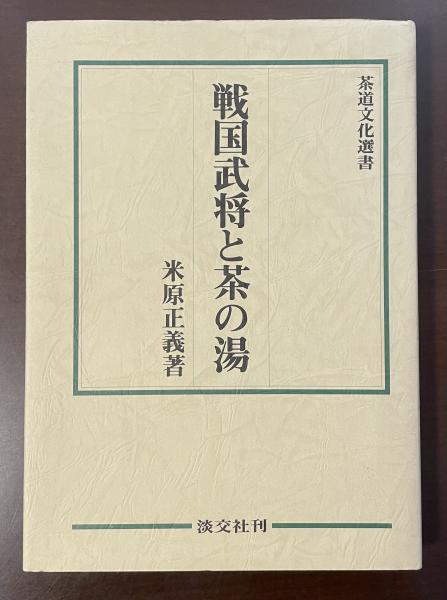 茶道文化選書
戦国武将と茶の湯
米原正義著
淡交社刊